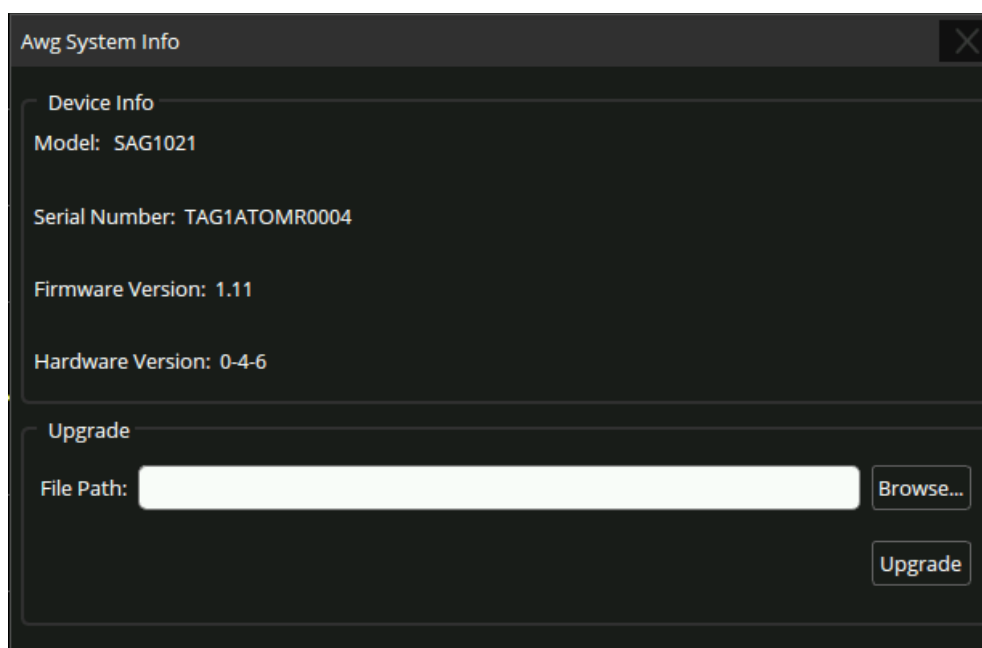 Awg System Info
Device Info
Model: SAG1021
Serial Number: TAG1ATOMR0004
Firmware Version: 1.11
Hardware Version: 0-4-6
Upgrade
File Path:
Browse...
Upgrade